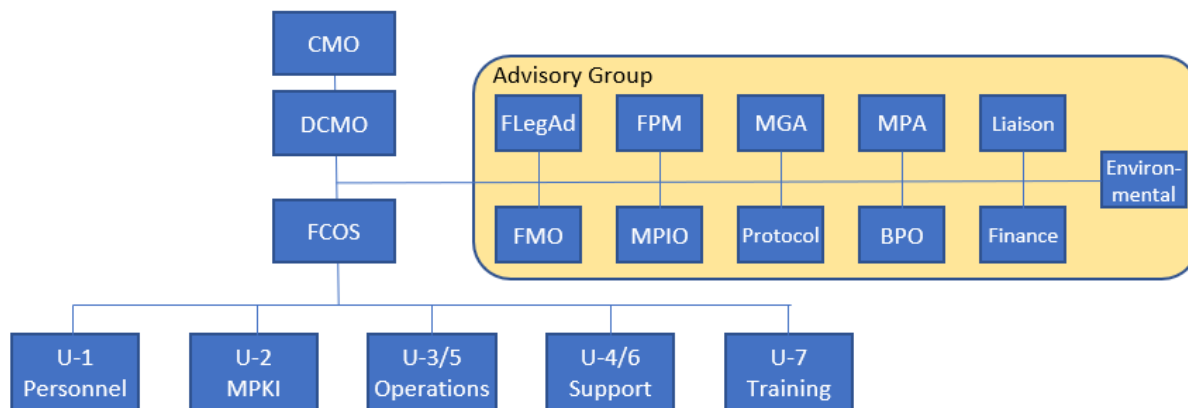 CMO
Advisory Group
DCMO
FLegAd
FPM
MGA
MPA
Liaison
Environ-
mental
FCOS
FMO
MPIO
Protocol
BPO
Finance
U-1
Personnel
U-2
MPKI
U-3/5
Operations
U-4/6
Support
U-7
Training